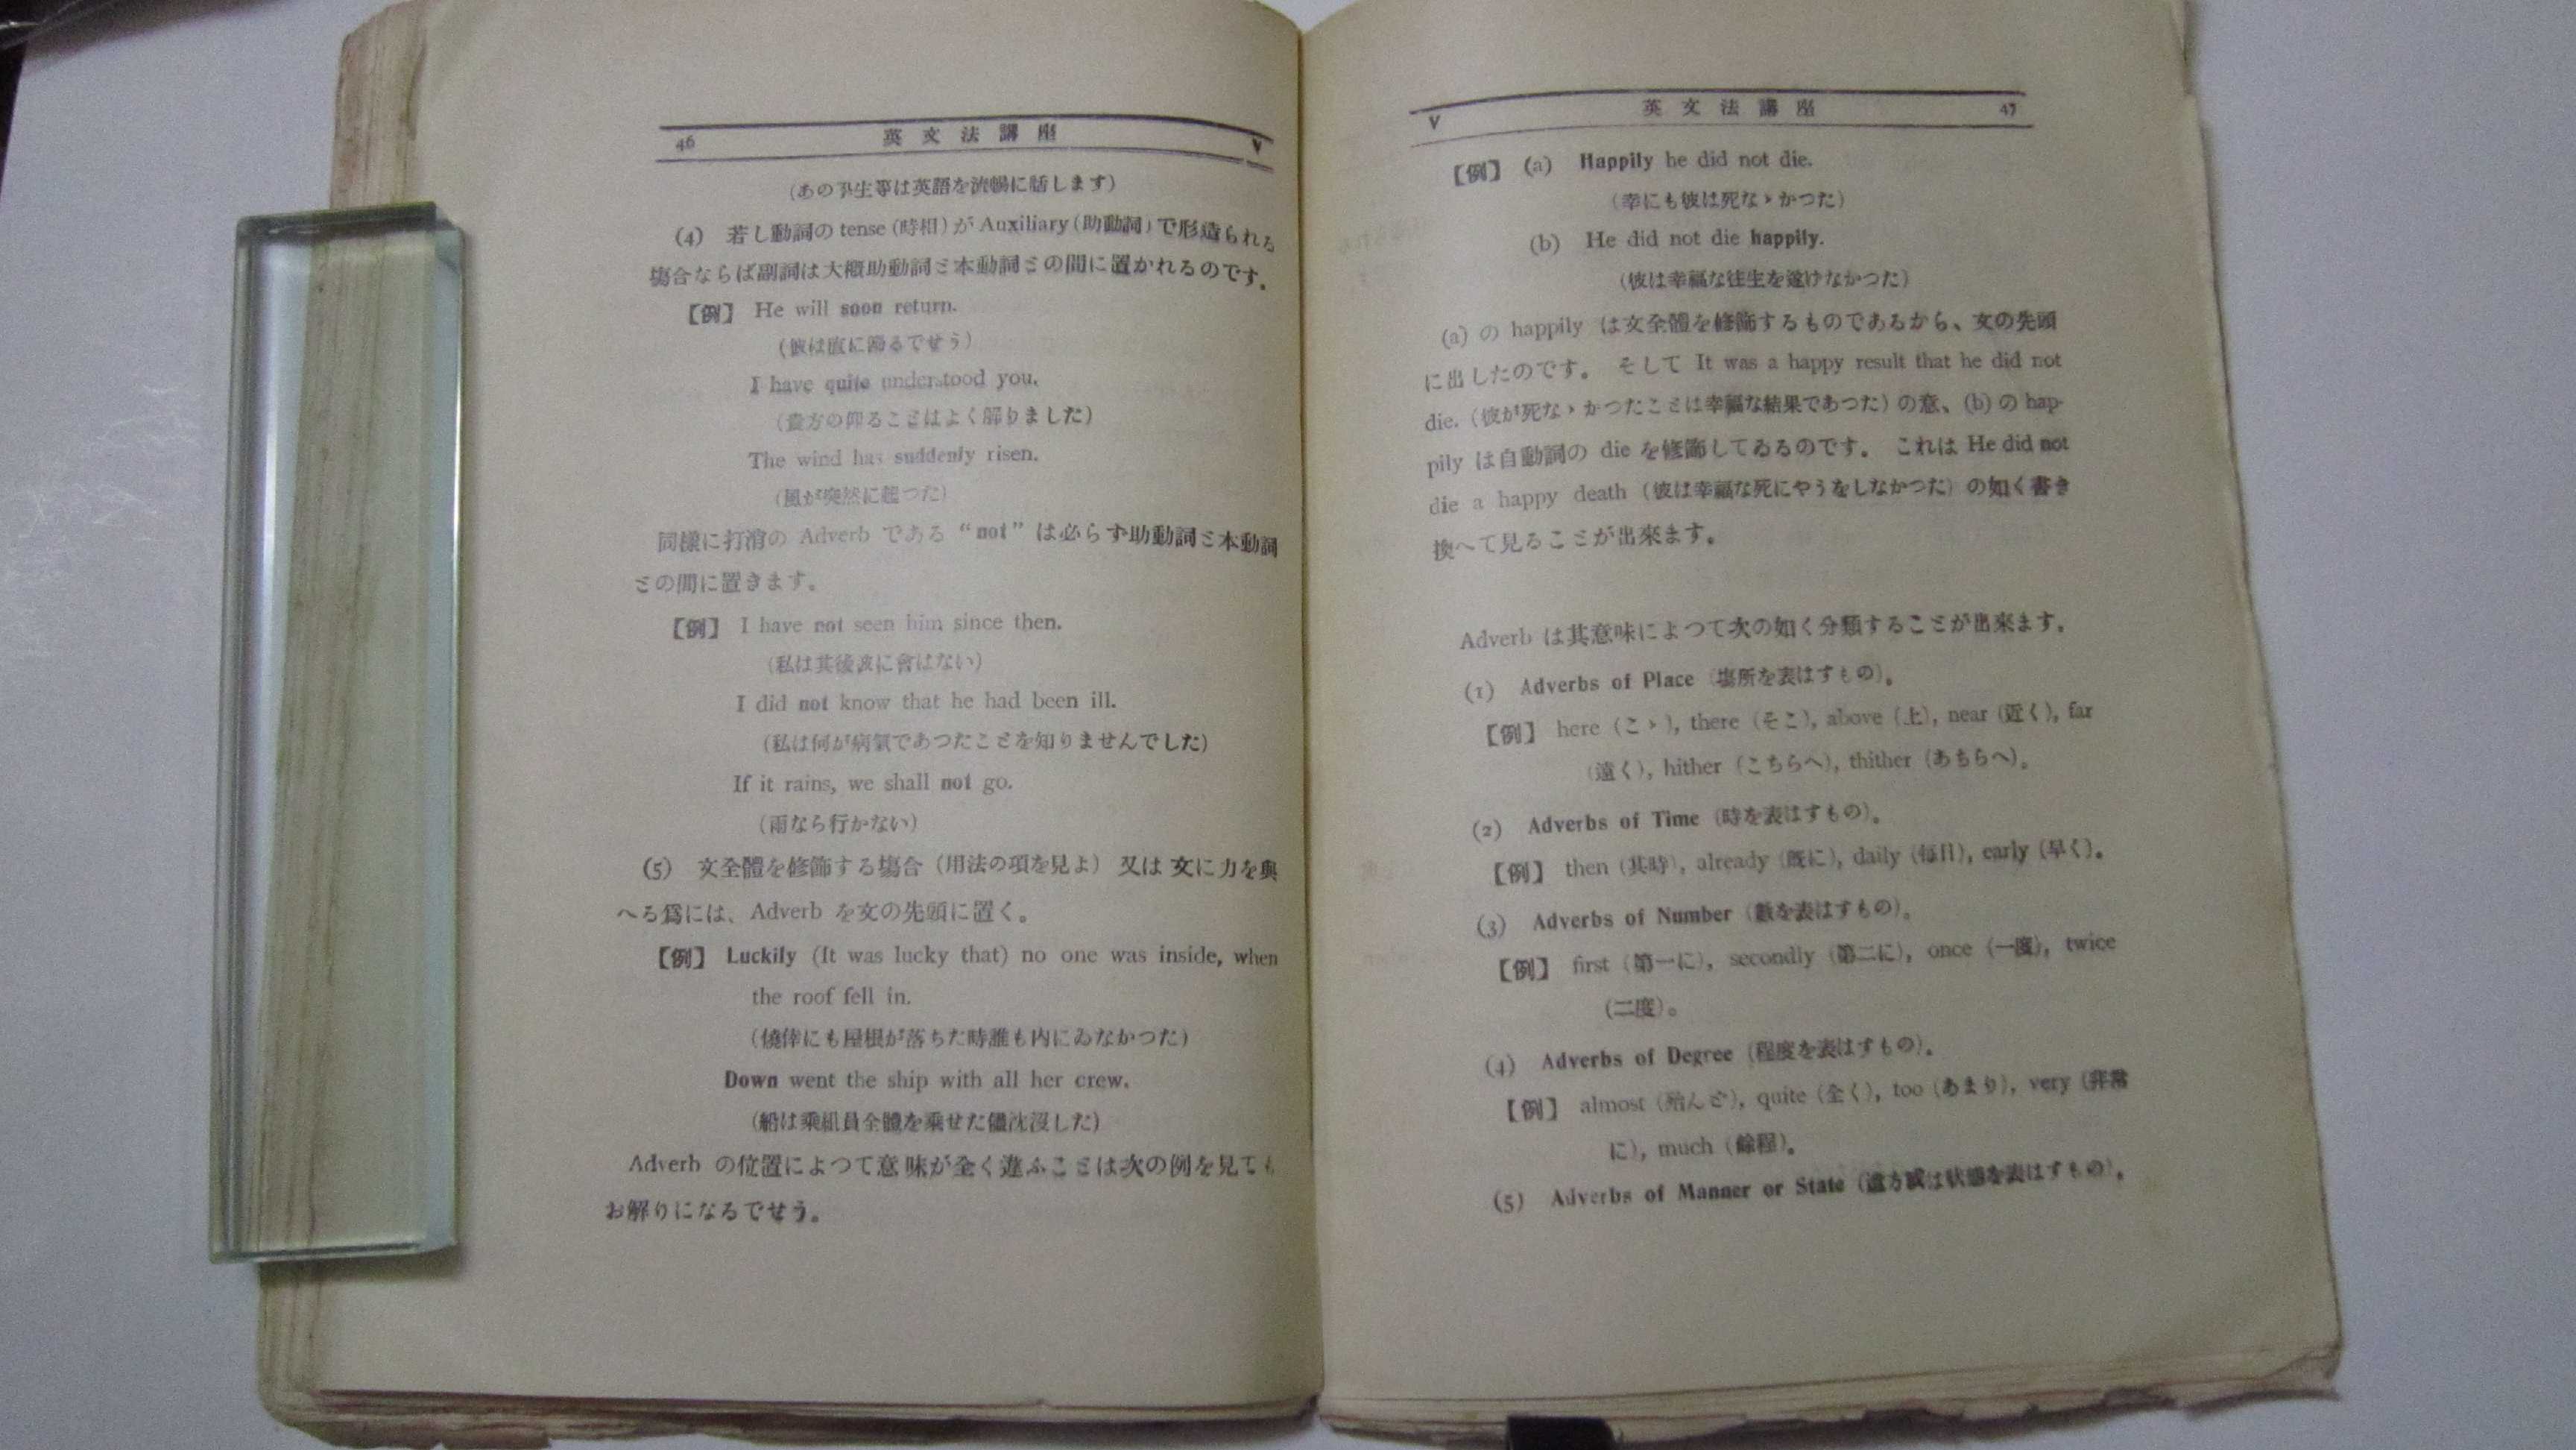 46 英文法講座 V
(あの學生等は英語を流暢に話します)
(4) 若し動詞の tense (時相) が Auxiliary (助動詞) で形造られる
塲合ならば副詞は大概助動詞と本動詞との間に置かれるのです。
【例】 He will soon return.
(彼は直に歸るでせう)
I have quite understood you.
(貴方の仰ることはよく解りました)
The wind has suddenly risen.
(風が突然に起つた)
同樣に打消の Adverb である “not” は必らず助動詞と本動詞
との間に置きます。
【例】 I have not seen him since then.
(私は其後彼に會はない)
I did not know that he had been ill.
(私は何が病氣であつたことを知りませんでした)
If it rains, we shall not go.
(雨なら行かない)
(5) 文全體を修飾する塲合 (用法の項を見よ) 又は文に力を與
へる爲には、Adverb を文の先頭に置く。
【例】 Luckily (It was lucky that) no one was inside, when
the roof fell in.
(僥倖にも屋根が落ちた時誰も内にゐなかつた)
Down went the ship with all her crew.
(船は乘組員全體を乘せた儘沈沒した)
Adverb の位置によつて意味が全く違ふことは次の例を見ても
お解りになるでせう。
V 英文法講座 47
【例】 (a) Happily he did not die.
(幸にも彼は死なゝかつた)
(b) He did not die happily.
(彼は幸福な往生を遂げなかつた)
(a) の happily は文全體を修飾するものであるから、文の先頭
に出したのです。 そして It was a happy result that he did not
die. (彼が死なゝかつたことは幸福な結果であつた) の意、(b) の hap-
pily は自動詞の die を修飾してゐるのです。 これは He did not
die a happy death (彼は幸福な死にやうをしなかつた) の如く書き
換へて見ることが出來ます。
Adverb は其意味によつて次の如く分類することが出來ます。
(1) Adverbs of Place (塲所を表はすもの)。
【例】 here (こゝ), there (そこ), above (上), near (近く), far
(遠く), hither (こちらへ), thither (あちらへ)。
(2) Adverbs of Time (時を表はすもの)。
【例】 then (其時), already (既に), daily (毎日), early (早く)。
(3) Adverbs of Number (數を表はすもの)。
【例】 first (第一に), secondly (第二に), once (一度), twice
(二度)。
(4) Adverbs of Degree (程度を表はすもの)。
【例】 almost (殆んど), quite (全く), too (あまり), very (非常
に), much (餘程)。
(5) Adverbs of Manner or State (遣方或は狀態を表はすもの)。